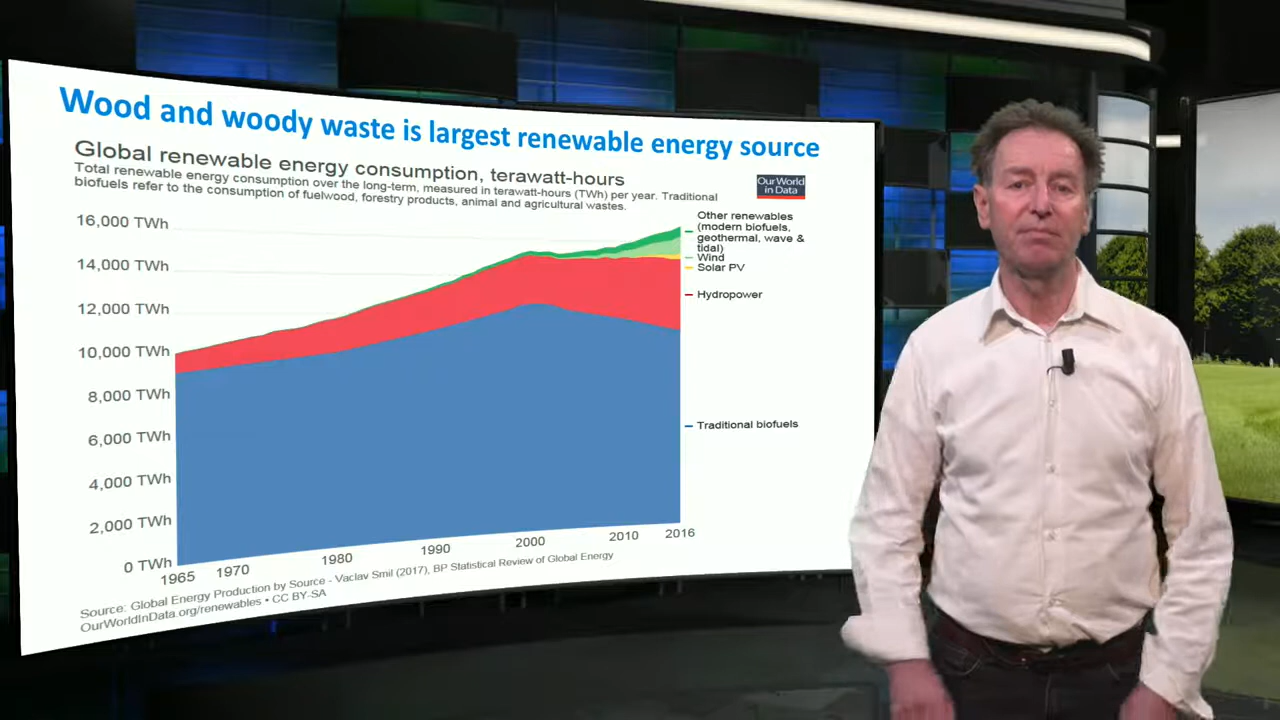 Wood and woody waste is largest renewable energy source
Global renewable energy consumption, terawatt-hours
Total renewable energy consumption over the long-term, measured in terawatt-hours (TWh) per year. Traditional
biofuels refer to the consumption of fuelwood, forestry products, animal and agricultural wastes.
Our World
in Data
16,000 TWh
14,000 TWh
12,000 TWh
10,000 TWh
8,000 TWh
6,000 TWh
4,000 TWh
2,000 TWh
0 TWh
Other renewables
(modern biofuels,
geothermal, wave &
tidal)
Wind
Solar PV
Hydropower
Traditional biofuels
1965
1970
1980
1990
2000
2010
2016
Source: Global Energy Production by Source - Vaclav Smil (2017), BP Statistical Review of Global Energy
OurWorldInData.org/renewables • CC BY-SA